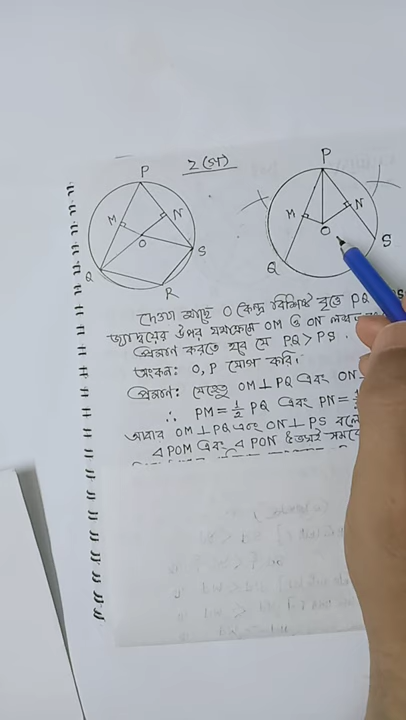 2(গ)
P
M
N
O
Q
S
R
P
M
N
O
Q
S
দেওয়া আছে O কেন্দ্র বিশিষ্ট বৃত্তে PQ
জ্যাদ্বয়ের উপর যথাক্রমে OM ও ON লম্ব
প্রমাণ করতে হবে যে PQ > PS.
অংকন: O, P যোগ করি।
প্রমাণ: যেহেতু OM ⊥ PQ এবং ON
∴ PM = ½ PQ এবং PN =
আবার OM ⊥ PQ এবং ON ⊥ PS বলে
Δ POM এবং Δ PON উভয়ই সমকো